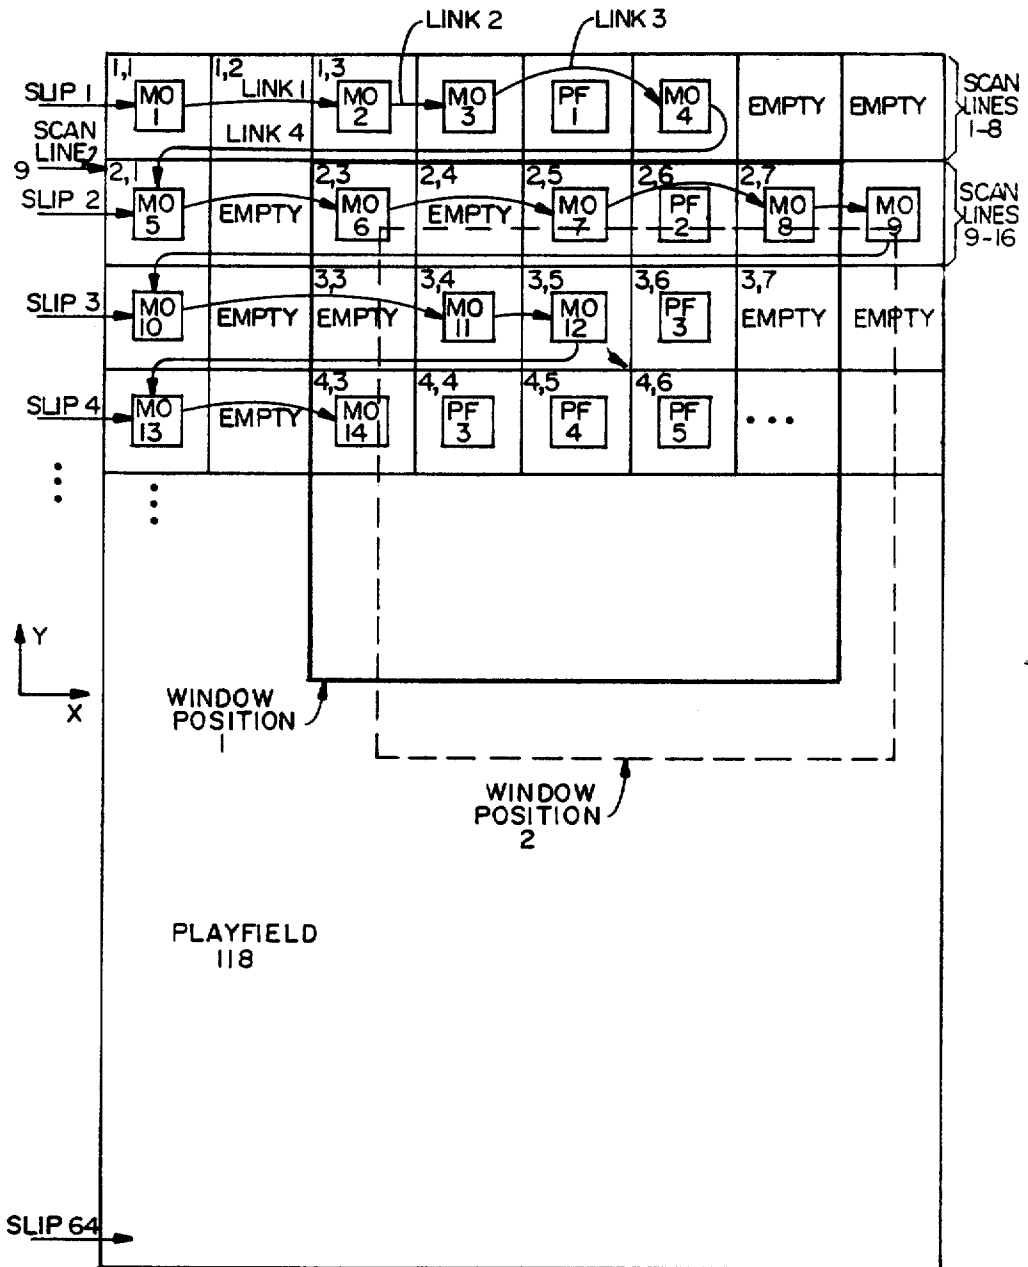 LINK 2
LINK 3
1,1
1,2
1,3
SLIP 1
MO 1
LINK 1
MO 2
MO 3
PF 1
MO 4
EMPTY
EMPTY
SCAN LINES 1-8
SCAN LINE
9
LINK 4
2,1
2,3
2,4
2,5
2,6
2,7
SLIP 2
MO 5
EMPTY
MO 6
EMPTY
MO 7
PF 2
MO 8
MO 9
SCAN LINES 9-16
3,3
3,4
3,5
3,6
3,7
SLIP 3
MO 10
EMPTY
EMPTY
MO 11
MO 12
PF 3
EMPTY
EMPTY
4,3
4,4
4,5
4,6
SLIP 4
MO 13
EMPTY
MO 14
PF 3
PF 4
PF 5
Y
X
WINDOW
POSITION
1
WINDOW
POSITION
2
PLAYFIELD
118
SLIP 64